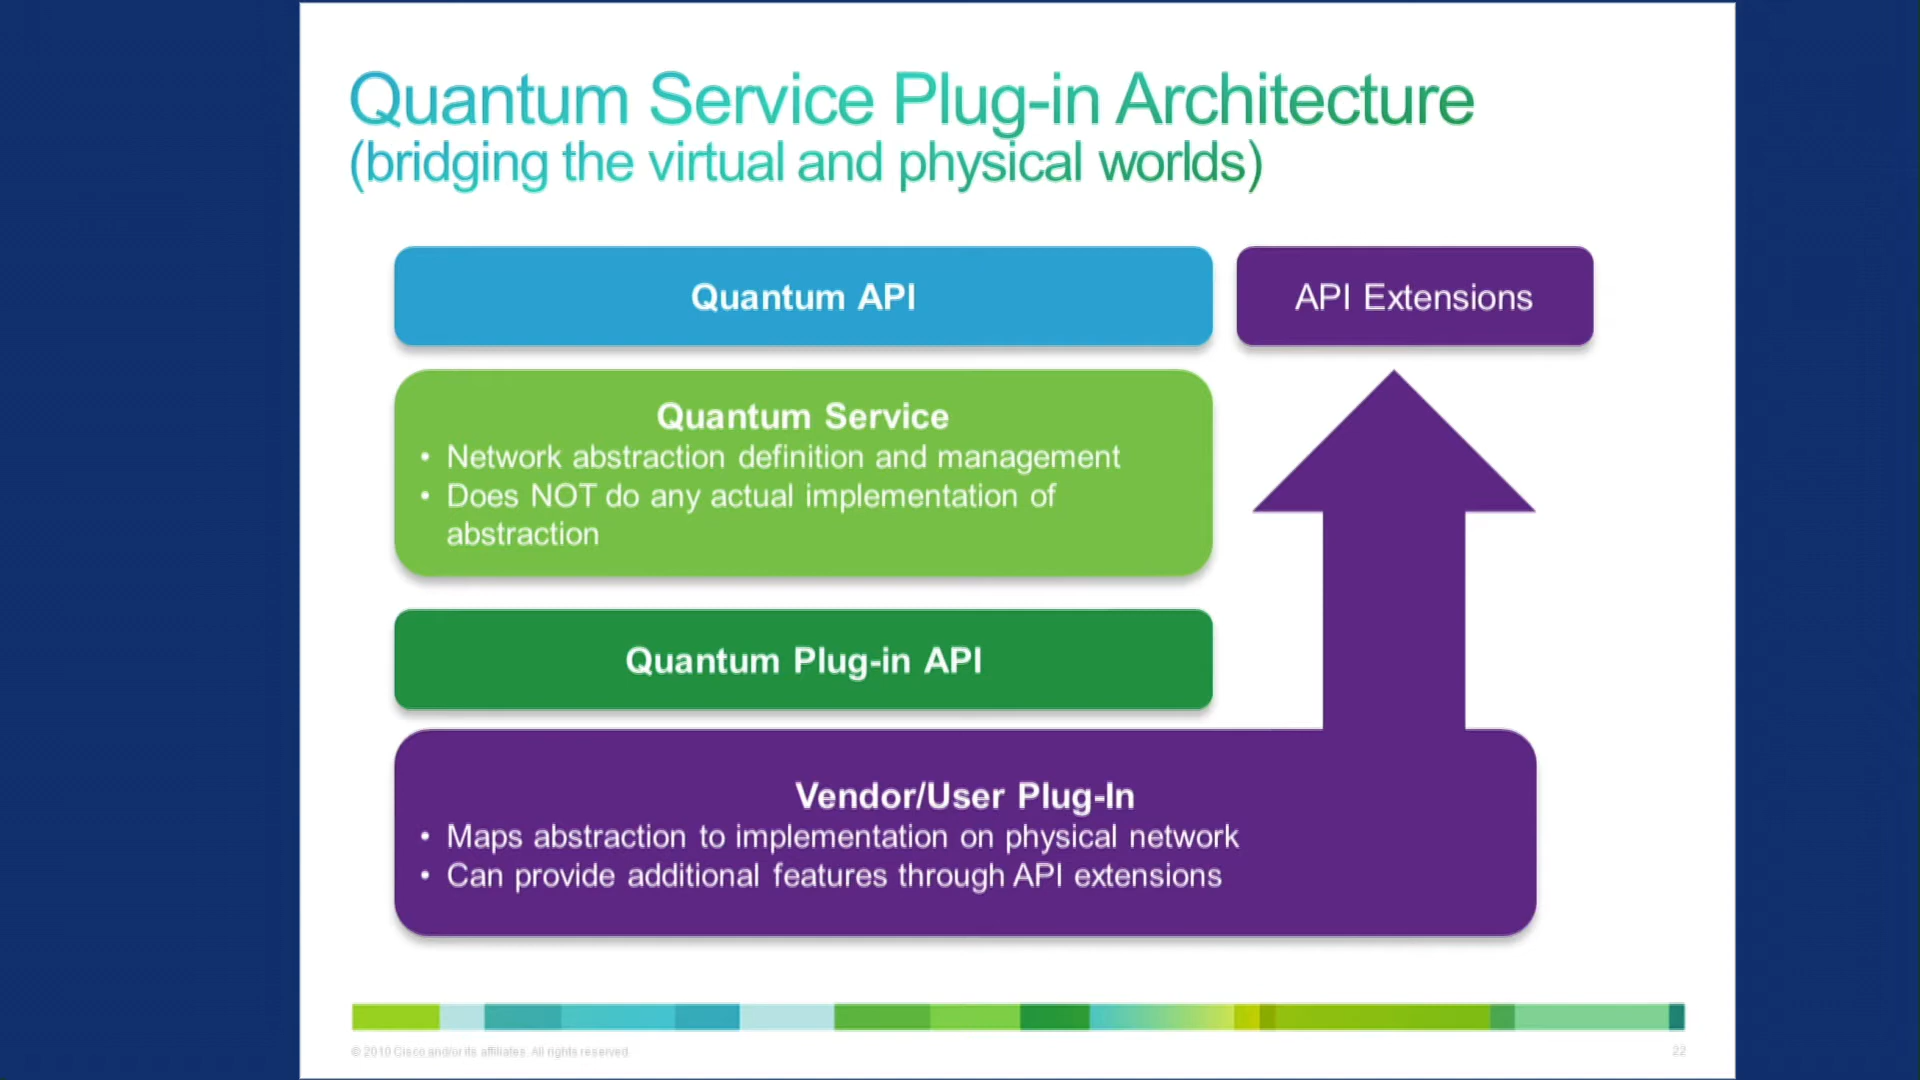 Quantum Service Plug-in Architecture
(bridging the virtual and physical worlds)
Quantum API
API Extensions
Quantum Service
• Network abstraction definition and management
• Does NOT do any actual implementation of
abstraction
Quantum Plug-in API
Vendor/User Plug-In
• Maps abstraction to implementation on physical network
• Can provide additional features through API extensions
© 2010 Cisco and/or its affiliates. All rights reserved.
22